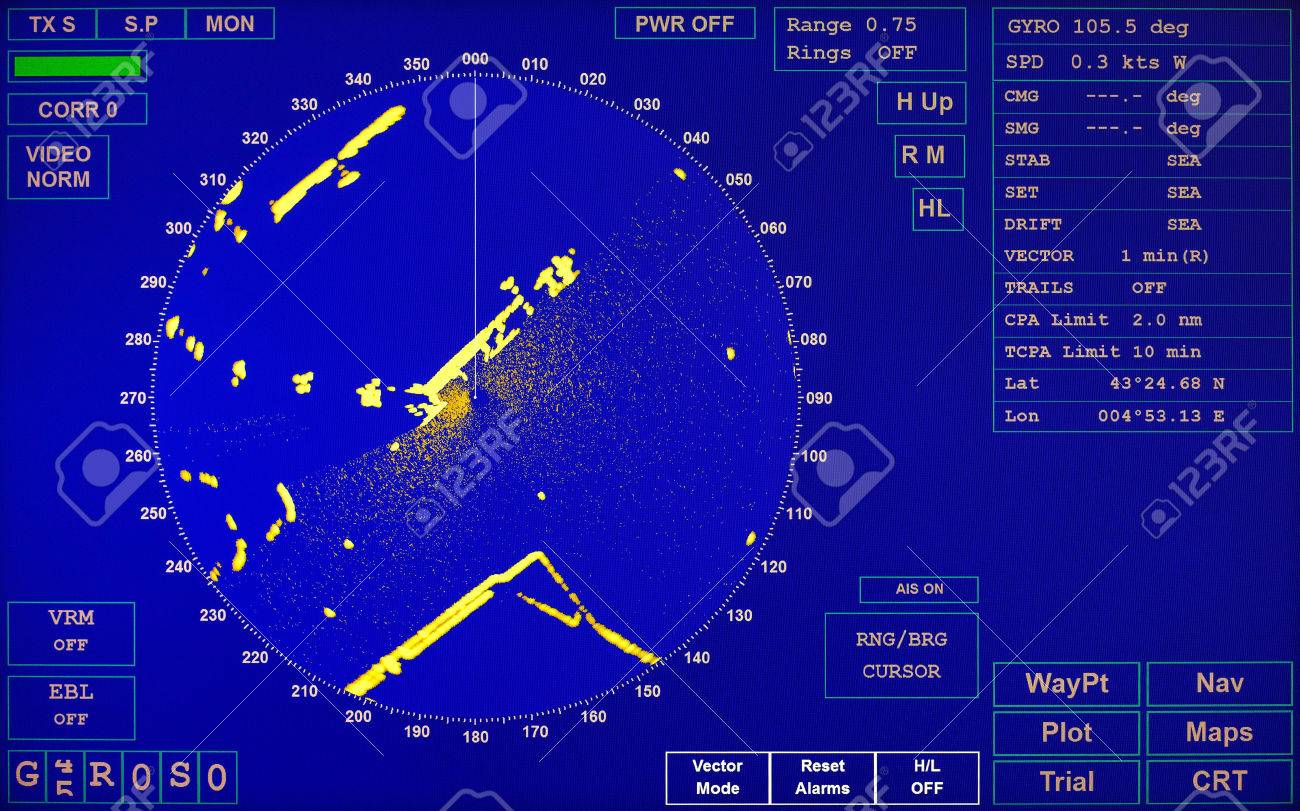 TX S S.P MON
PWR OFF
Range 0.75
Rings OFF
GYRO 105.5 deg
SPD 0.3 kts W
CORR 0
VIDEO
NORM
H Up
R M
HL
CMG ---.- deg
SMG ---.- deg
STAB SEA
SET SEA
DRIFT SEA
VECTOR 1 min(R)
TRAILS OFF
CPA Limit 2.0 nm
TCPA Limit 10 min
Lat 43°24.68 N
Lon 004°53.13 E
000
010
020
030
040
050
060
070
080
090
100
110
120
130
140
150
160
170
180
190
200
210
220
230
240
250
260
270
280
290
300
310
320
330
340
350
AIS ON
RNG/BRG
CURSOR
VRM
OFF
EBL
OFF
G R 0 S 0
Vector
Mode
Reset
Alarms
H/L
OFF
WayPt Nav
Plot Maps
Trial CRT
123RF
123RF
123RF
123RF
123RF
123RF